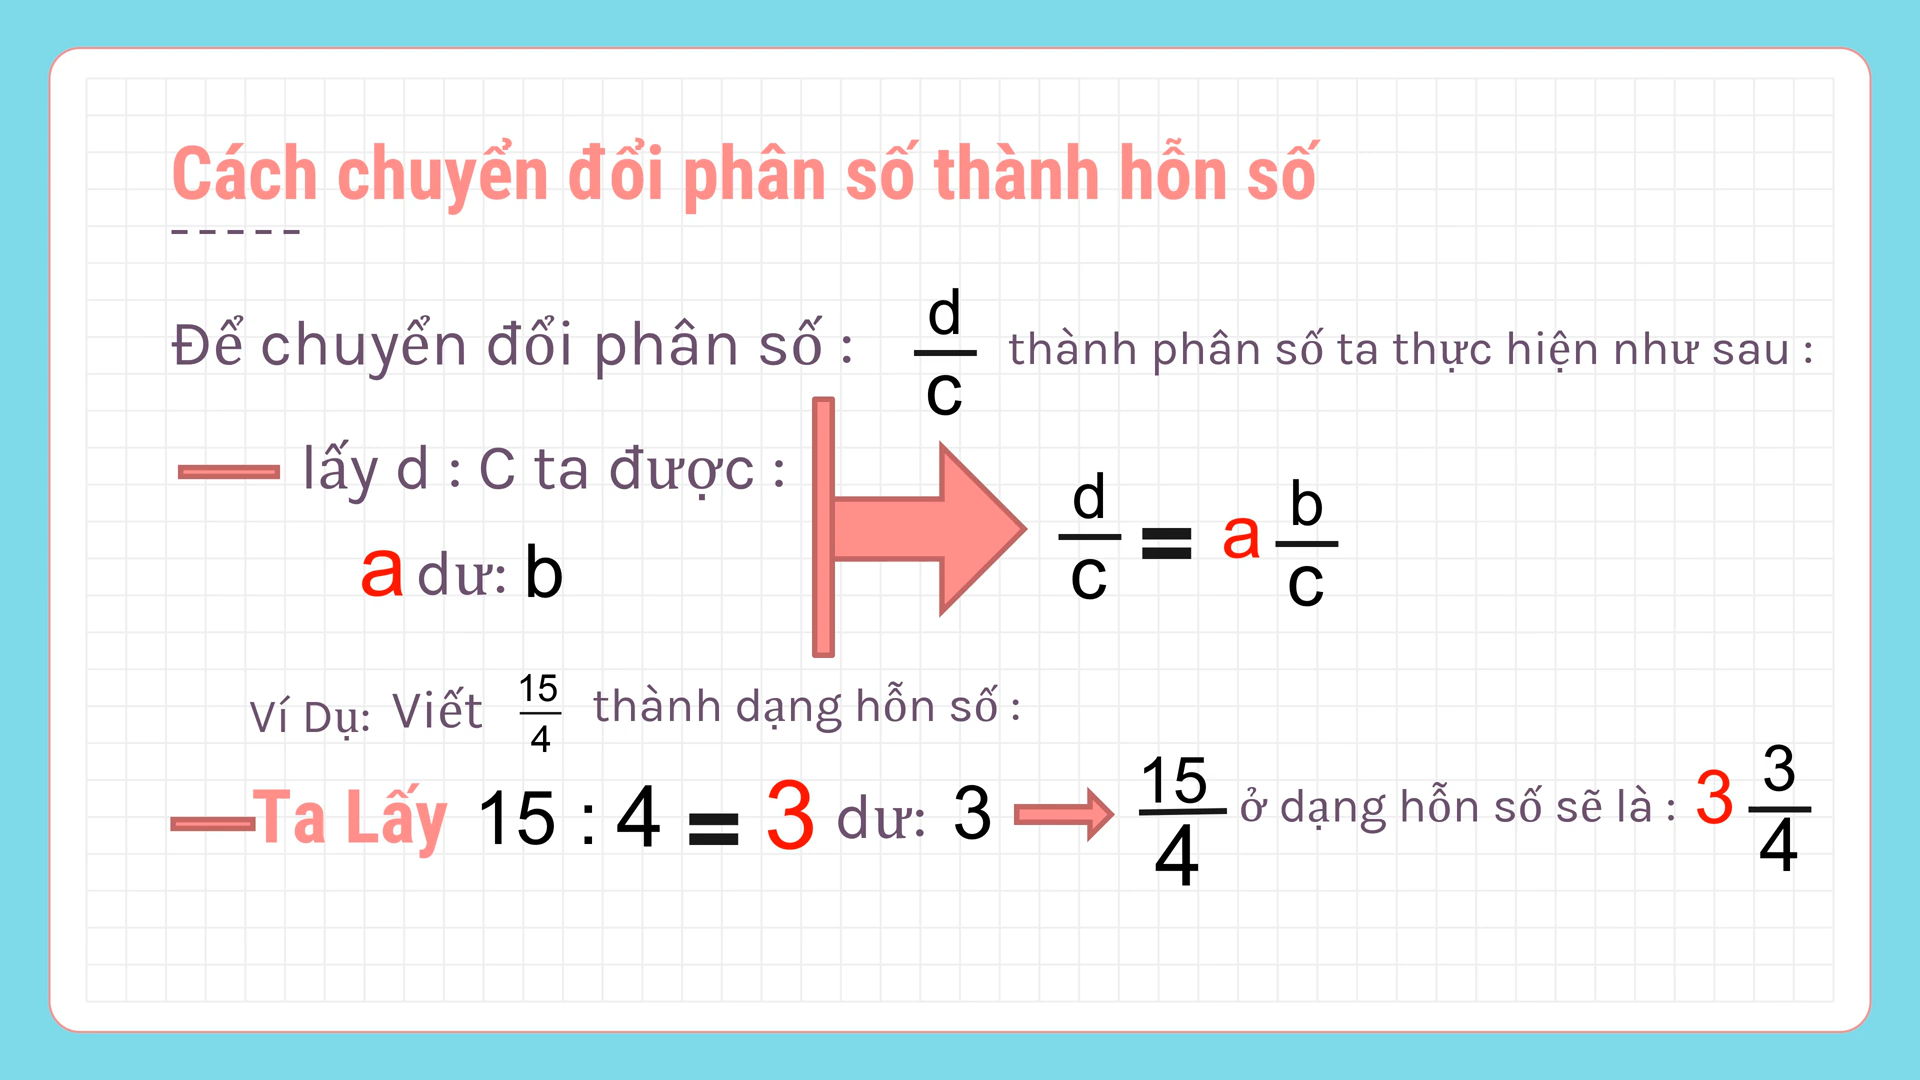 Cách chuyển đổi phân số thành hỗn số
-----
Để chuyển đổi phân số : d/c thành phân số ta thực hiện như sau :
lấy d : C ta được :
a dư: b
d/c = a b/c
Ví Dụ: Viết 15/4 thành dạng hỗn số :
Ta Lấy 15 : 4 = 3 dư: 3 15/4 ở dạng hỗn số sẽ là : 3 3/4